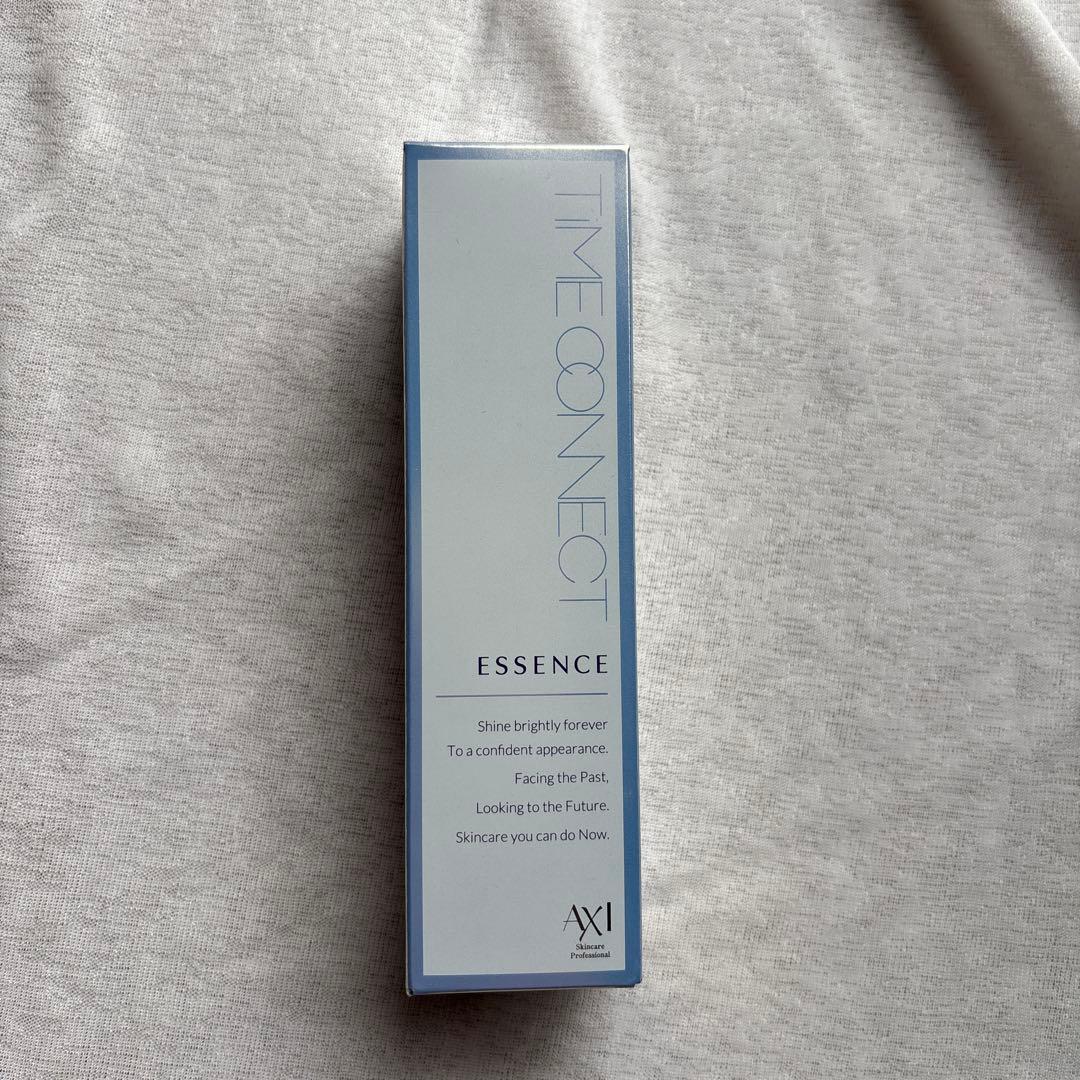 TIME CONNECT
ESSENCE
Shine brightly forever
To a confident appearance.
Facing the Past,
Looking to the Future.
Skincare you can do Now.
AXI
Skincare
Professional